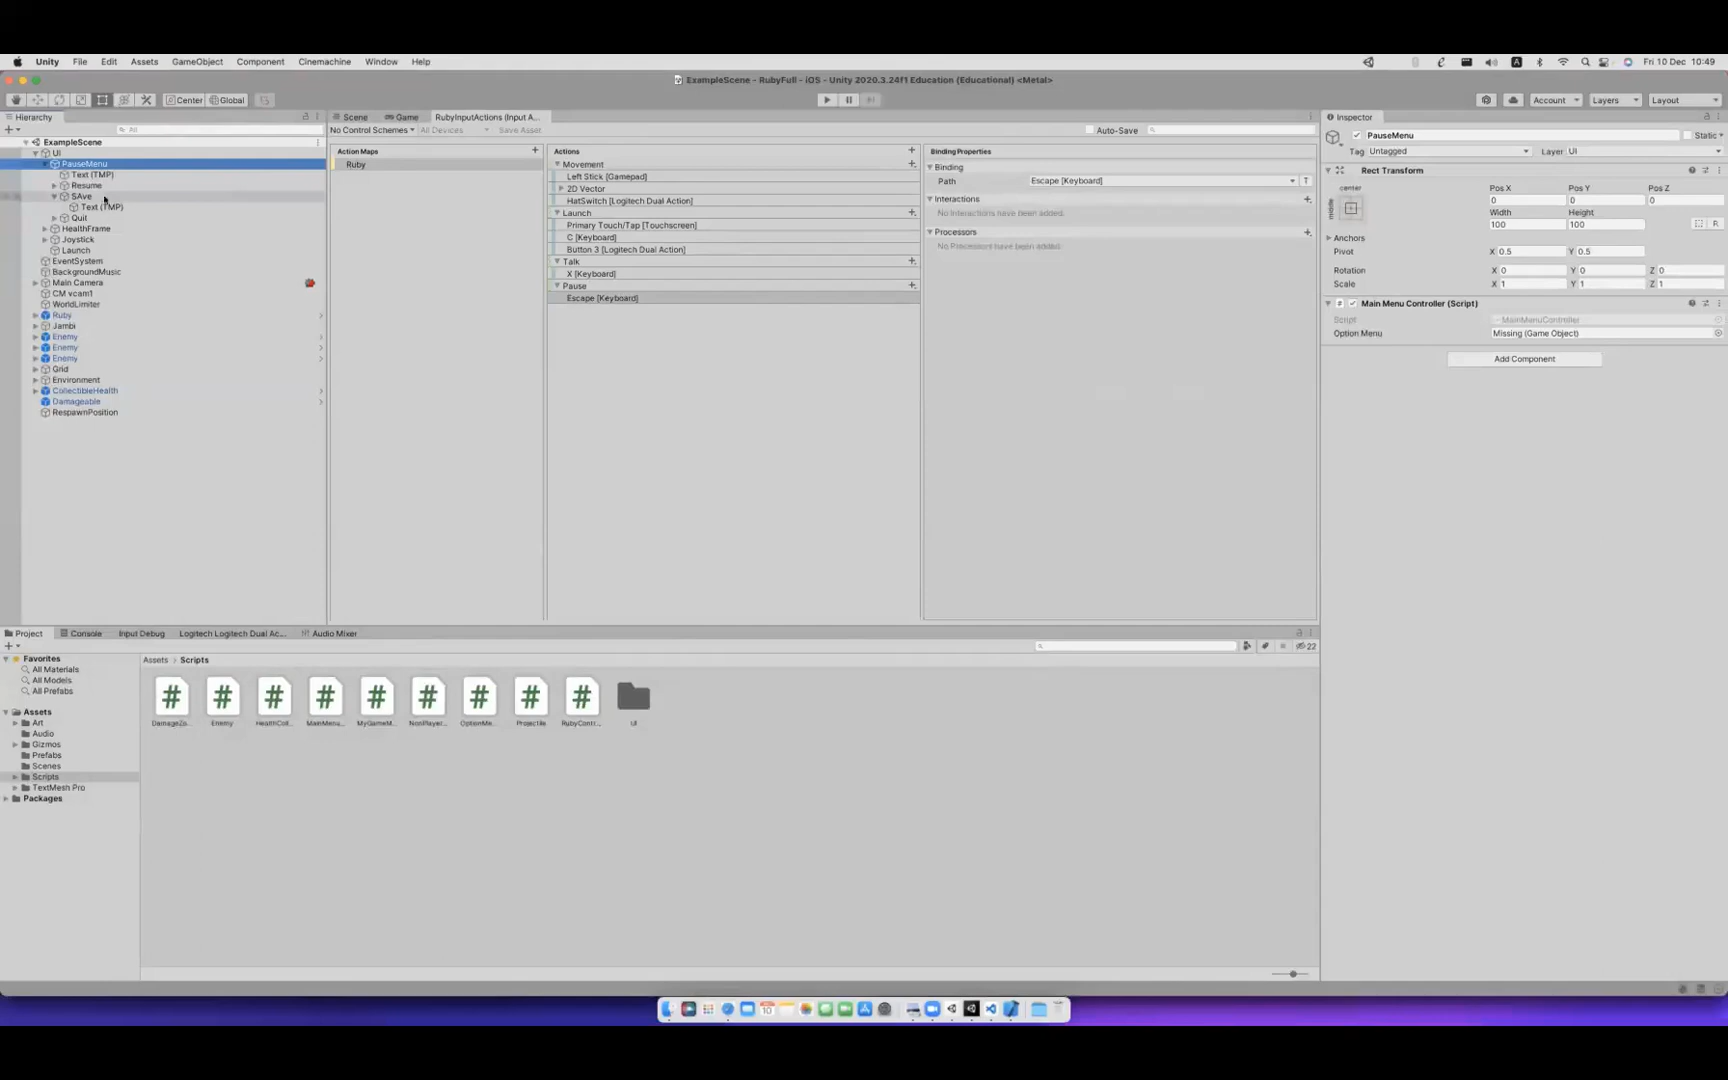 Unity File Edit Assets GameObject Component Cinemachine Window Help
Fri 10 Dec 10:49
ExampleScene - RubyFull - iOS - Unity 2020.3.24f1 Education (Educational) <Metal>
Center Global
Account Layers Layout
Hierarchy
All
ExampleScene
UI
PauseMenu
Text (TMP)
Resume
SAve
Text (TMP)
Quit
HealthFrame
Joystick
Launch
EventSystem
BackgroundMusic
Main Camera
CM vcam1
WorldLimiter
Ruby
Jambi
Enemy
Enemy
Enemy
Grid
Environment
CollectibleHealth
Damageable
RespawnPosition
Scene Game RubyInputActions (Input A...
No Control Schemes All Devices Save Asset Auto-Save
Action Maps
Ruby
Actions
Movement
Left Stick [Gamepad]
2D Vector
HatSwitch [Logitech Dual Action]
Launch
Primary Touch/Tap [Touchscreen]
C [Keyboard]
Button 3 [Logitech Dual Action]
Talk
X [Keyboard]
Pause
Escape [Keyboard]
Binding Properties
Binding
Path Escape [Keyboard] T
Interactions
No Interactions have been added.
Processors
No Processors have been added.
Inspector
PauseMenu Static
Tag Untagged Layer UI
Rect Transform
center Pos X Pos Y Pos Z
middle 0 0 0
Width Height
100 100 R
Anchors
Pivot X 0.5 Y 0.5
Rotation X 0 Y 0 Z 0
Scale X 1 Y 1 Z 1
Main Menu Controller (Script)
Script MainMenuController
Option Menu Missing (Game Object)
Add Component
Project Console Input Debug Logitech Logitech Dual Ac... Audio Mixer
22
Favorites
All Materials
All Models
All Prefabs
Assets
Art
Audio
Gizmos
Prefabs
Scenes
Scripts
TextMesh Pro
Packages
Assets > Scripts
DamageZo... Enemy HealthColl... MainMenu... MyGameM... NonPlayer... OptionMe... Projectile RubyContr... UI